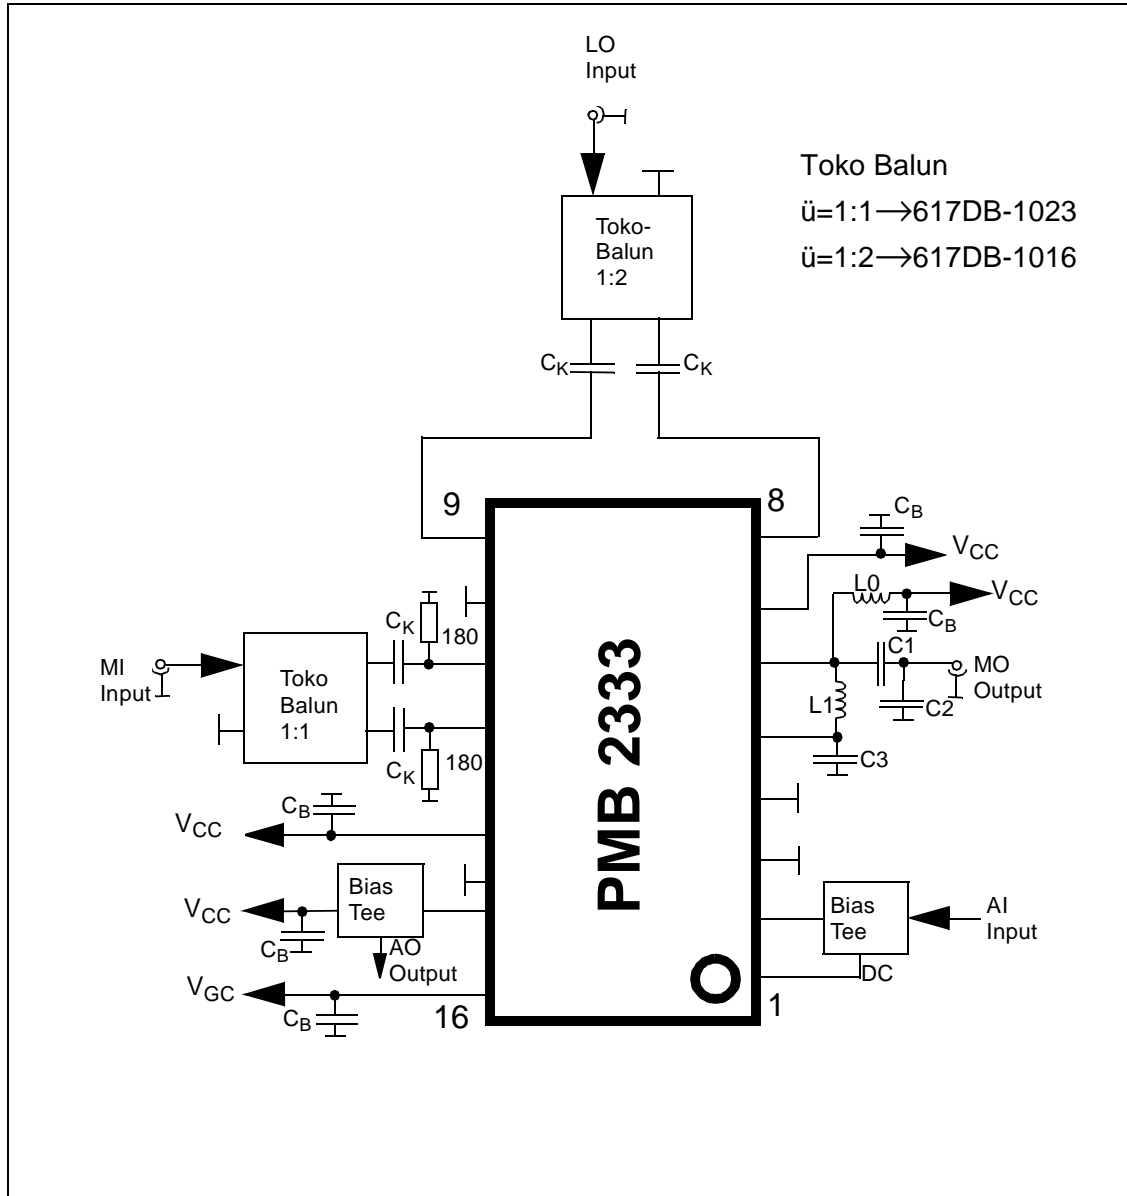 LO
Input
Toko Balun
ü=1:1→617DB-1023
ü=1:2→617DB-1016
Toko-
Balun
1:2
CK
CK
9
8
CB
VCC
L0
VCC
CB
CK
180
C1
MI
Input
Toko
Balun
1:1
MO
Output
L1
C2
CK
180
C3
PMB 2333
CB
VCC
Bias
Tee
VCC
CB
AO
Output
Bias
Tee
AI
Input
DC
VGC
CB
16
1